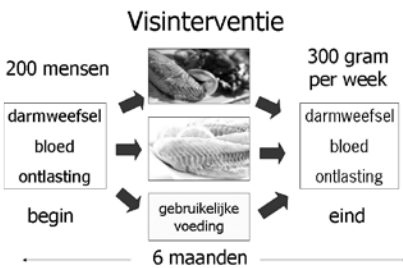 Visinterventie
200 mensen
300 gram
per week
darmweefsel
bloed
ontlasting
gebruikelijke
voeding
darmweefsel
bloed
ontlasting
begin
eind
6 maanden